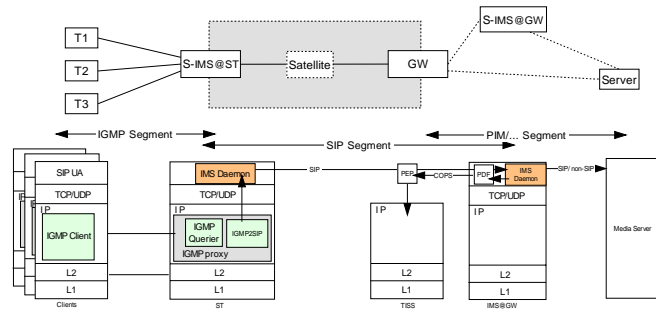 T1
T2
T3
S-IMS@ST
Satellite
GW
S-IMS@GW
Server
IGMP Segment
SIP Segment
PIM/... Segment
SIP UA
TCP/UDP
IP
IGMP Client
L2
L1
Clients
IMS Daemon
TCP/UDP
IP
IGMP
Querier
IGMP2SIP
IGMP proxy
L2
L1
ST
SIP
PEP
COPS
IP
L2
L1
TISS
PDF
IMS
Daemon
TCP/UDP
IP
L2
L1
IMS@GW
SIP/ non-SIP
Media Server